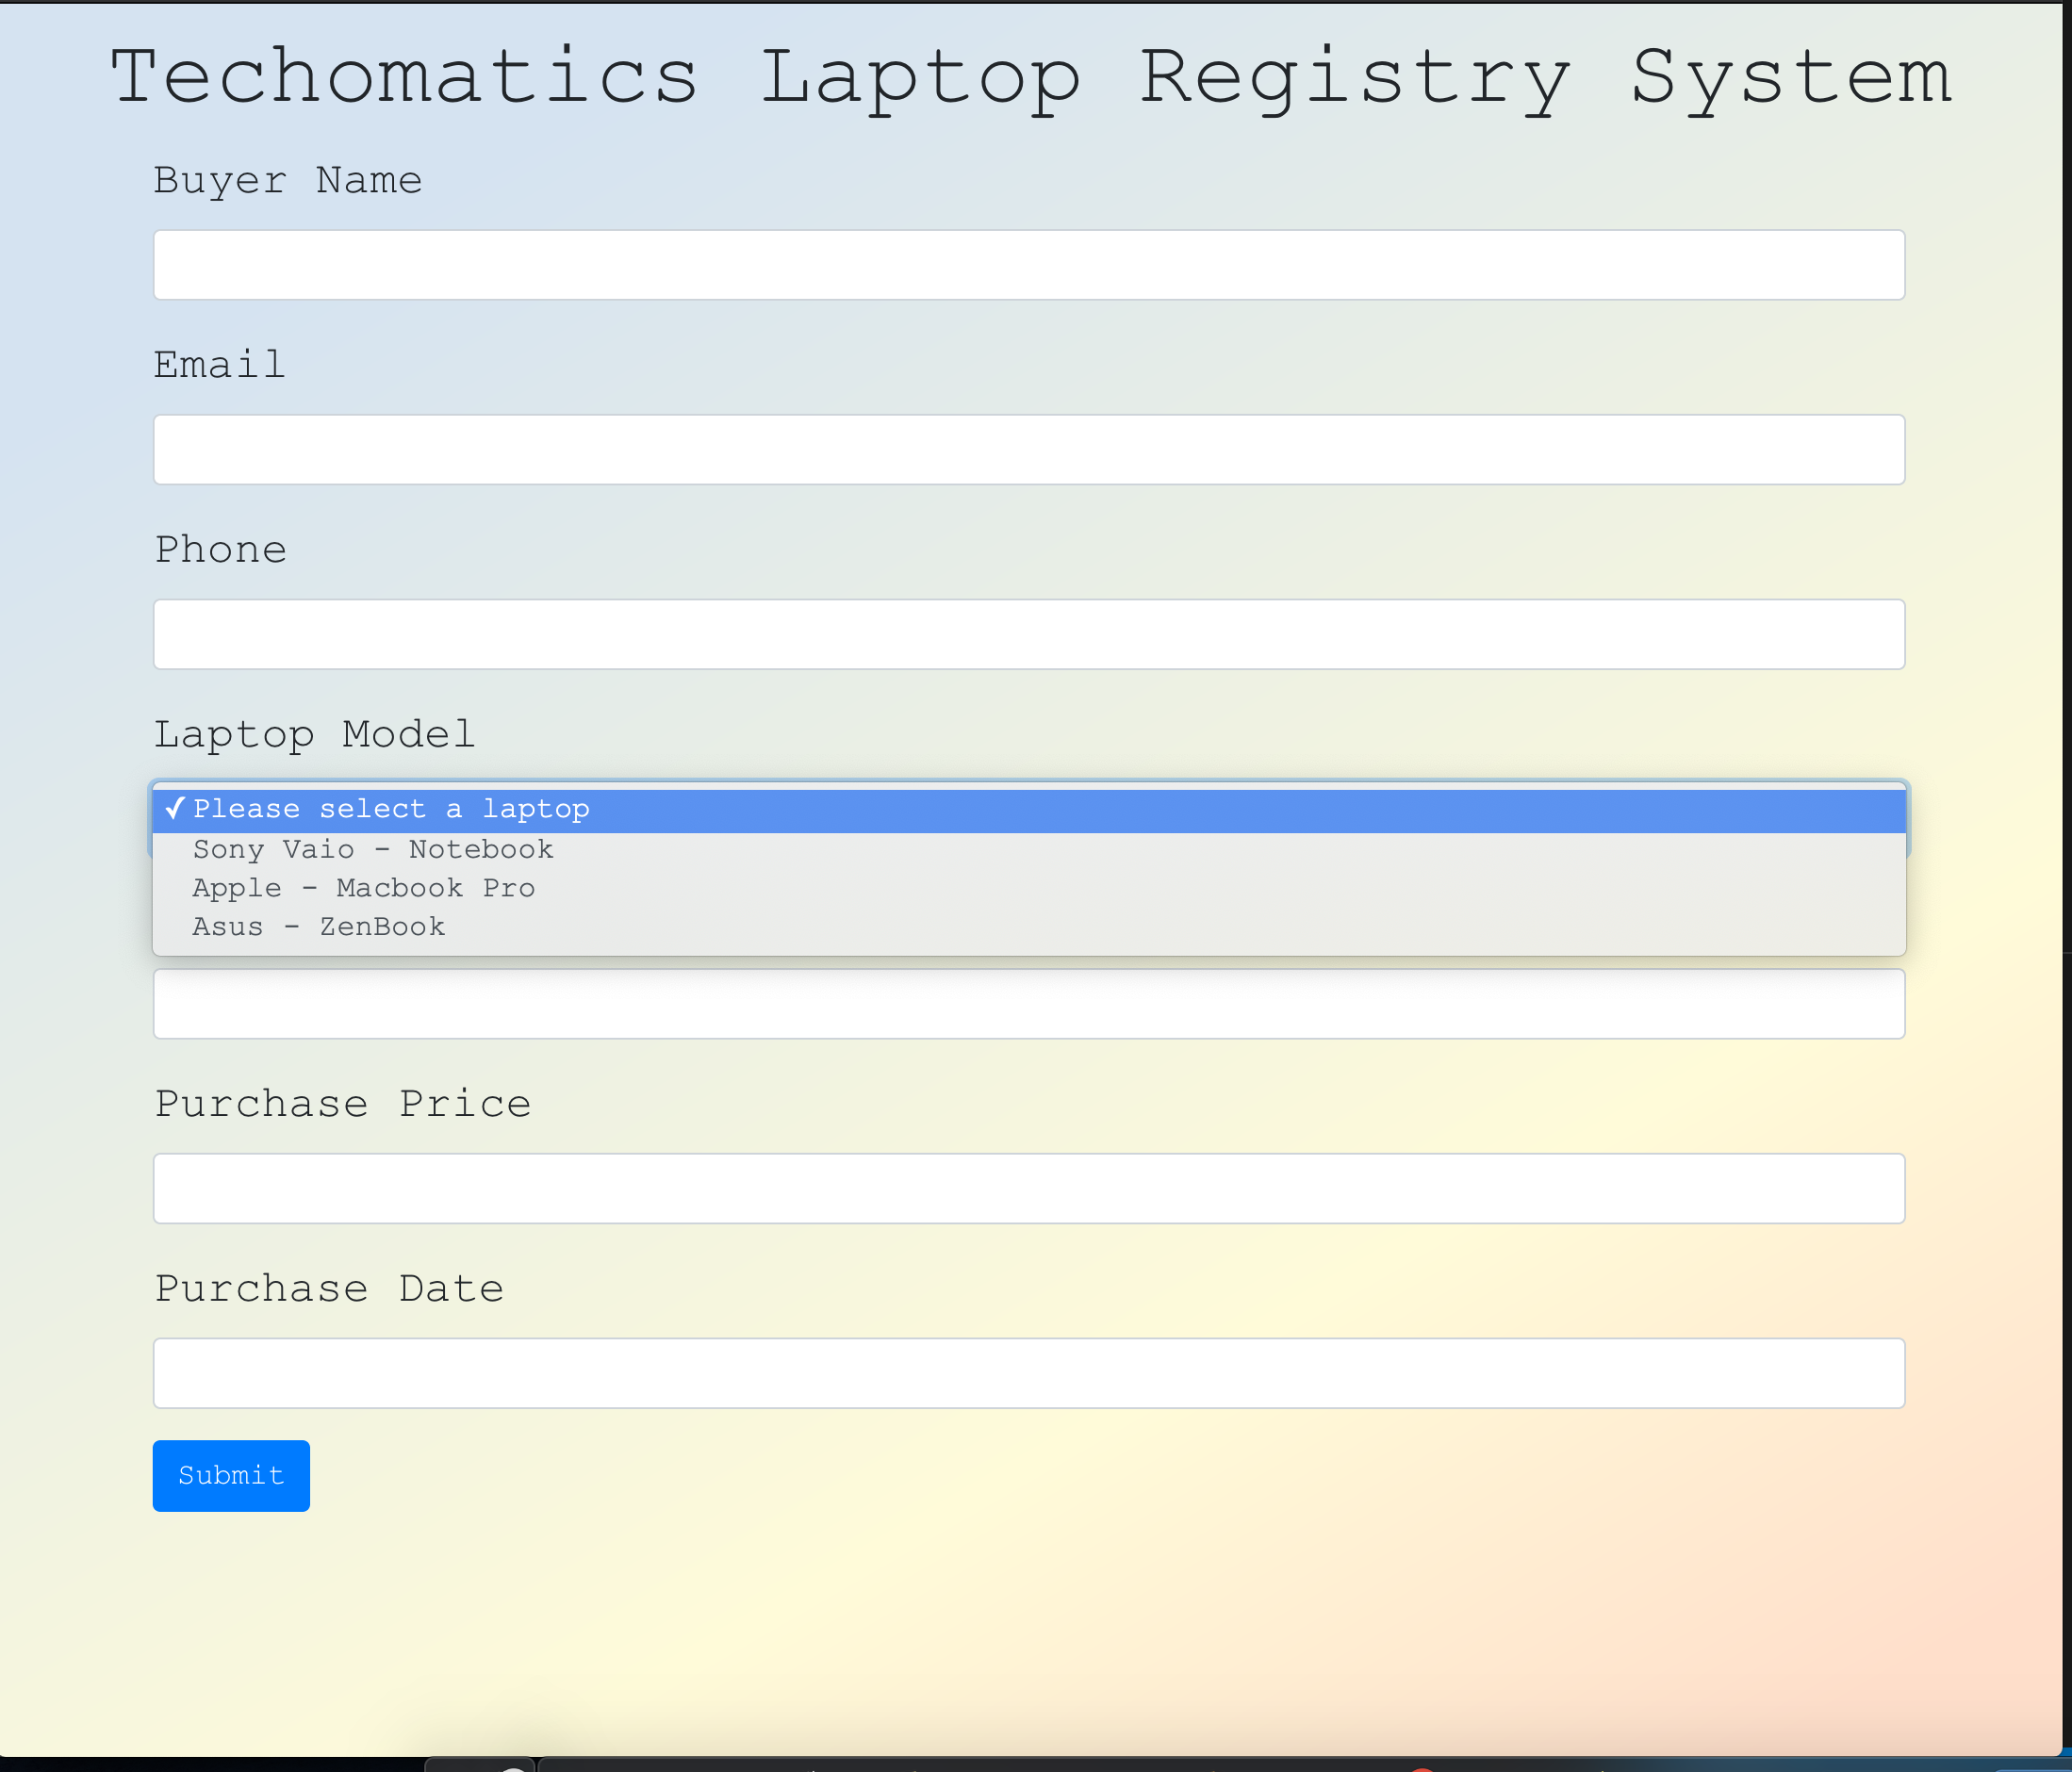 Techomatics Laptop Registry System
Buyer Name
Email
Phone
Laptop Model
✓ Please select a laptop
Sony Vaio - Notebook
Apple - Macbook Pro
Asus - ZenBook
Purchase Price
Purchase Date
Submit